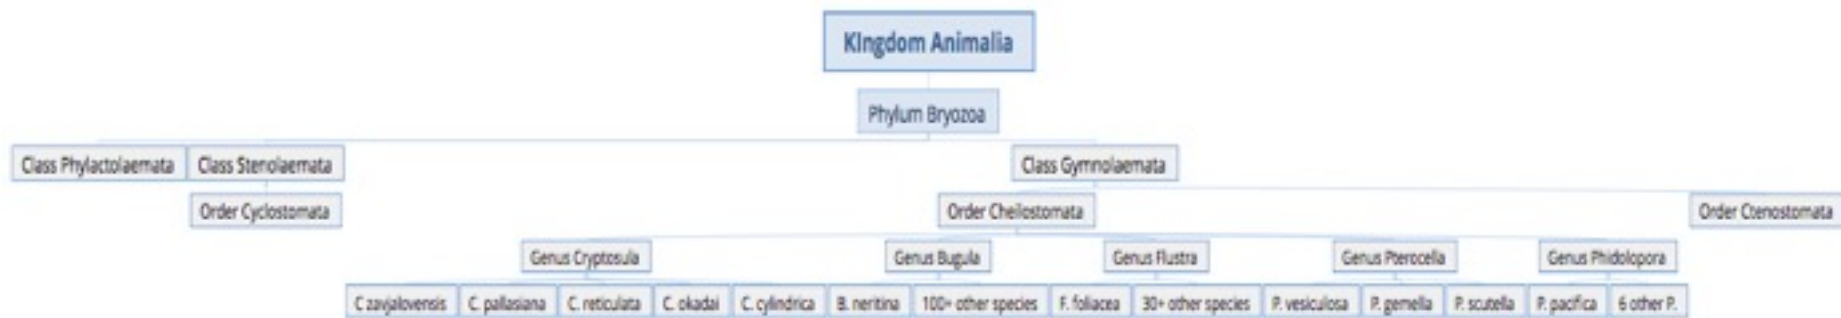 KIngdom Animalia
Phylum Bryozoa
Class Phylactolaemata Class Stenolaemata Class Gymnolaemata
Order Cyclostomata Order Cheilostomata Order Ctenostomata
Genus Cryptosula Genus Bugula Genus Flustra Genus Pterocella Genus Phidolopora
C zavjalovensis C. pallasiana C. reticulata C. okadai C. cylindrica B. neritina 100+ other species F. foliacea 30+ other species P. vesiculosa P. gemella P. scutella P. pacifica 6 other P.